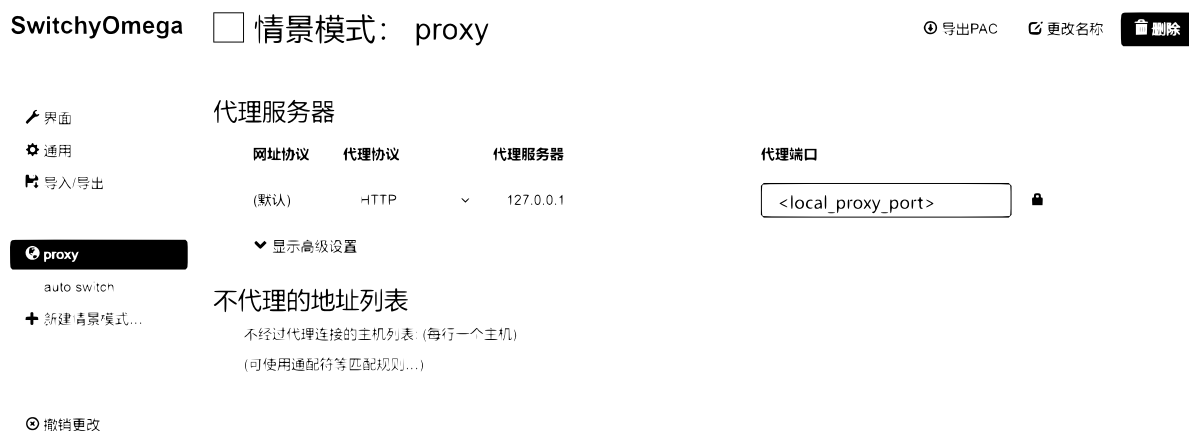 SwitchyOmega
情景模式： proxy
导出PAC
更改名称
删除
界面
通用
导入/导出
proxy
auto switch
新建情景模式...
撤销更改
代理服务器
网址协议 代理协议 代理服务器 代理端口
(默认) HTTP 127.0.0.1 <local_proxy_port>
显示高级设置
不代理的地址列表
不经过代理连接的主机列表: (每行一个主机)
(可使用通配符等匹配规则...)